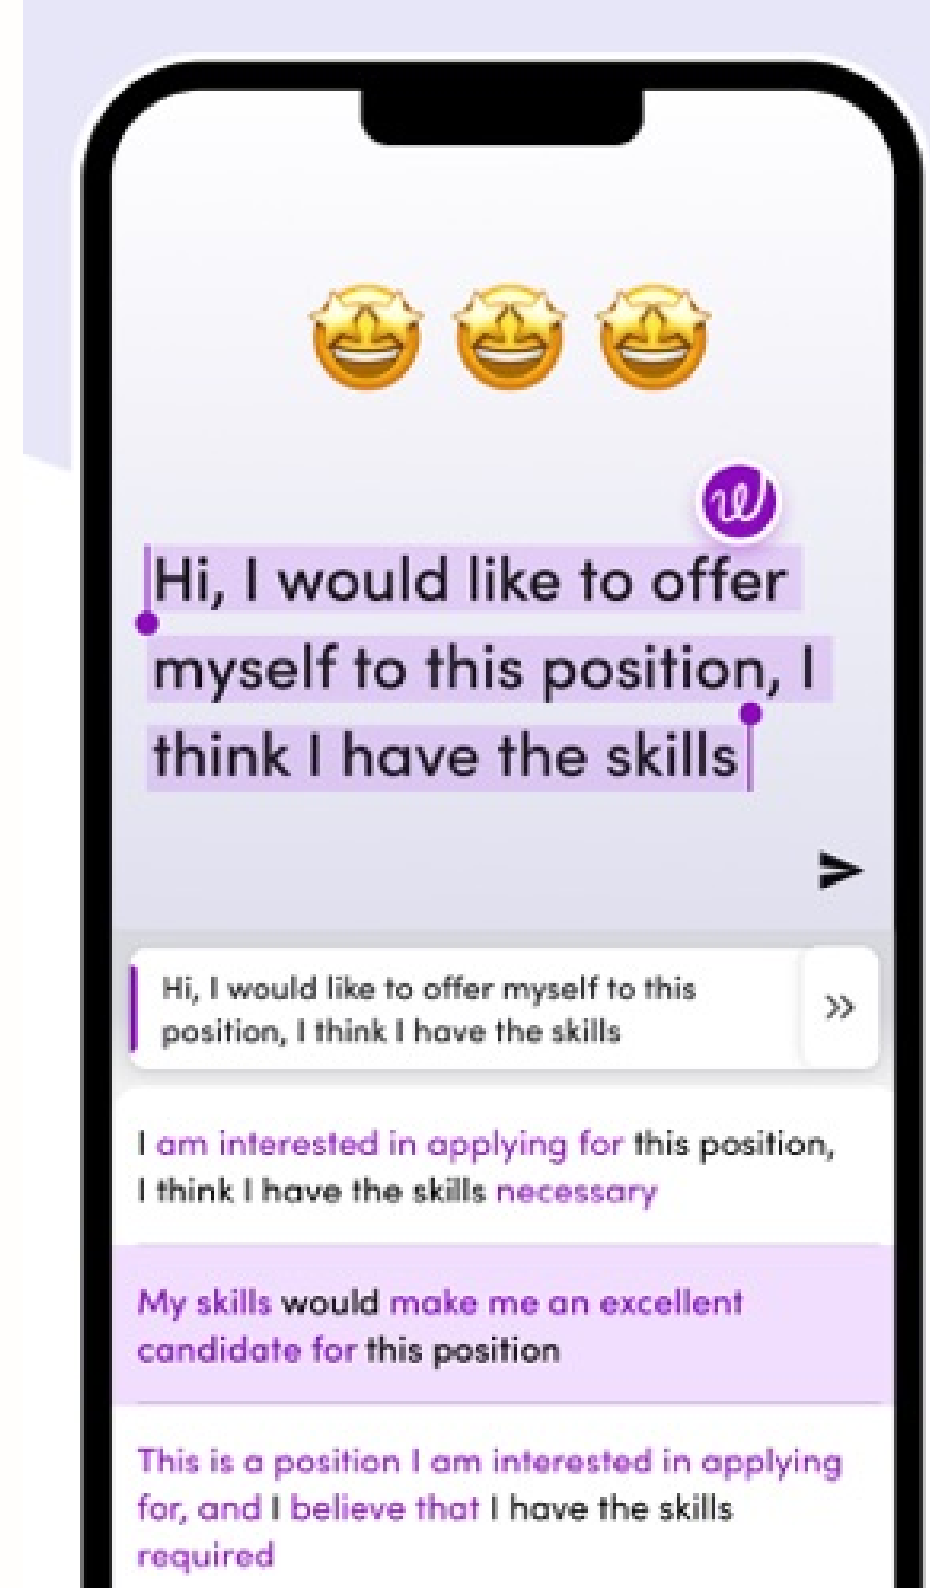 Hi, I would like to offer
myself to this position, I
think I have the skills
Hi, I would like to offer myself to this
position, I think I have the skills
I am interested in applying for this position,
I think I have the skills necessary
My skills would make me an excellent
candidate for this position
This is a position I am interested in applying
for, and I believe that I have the skills
required